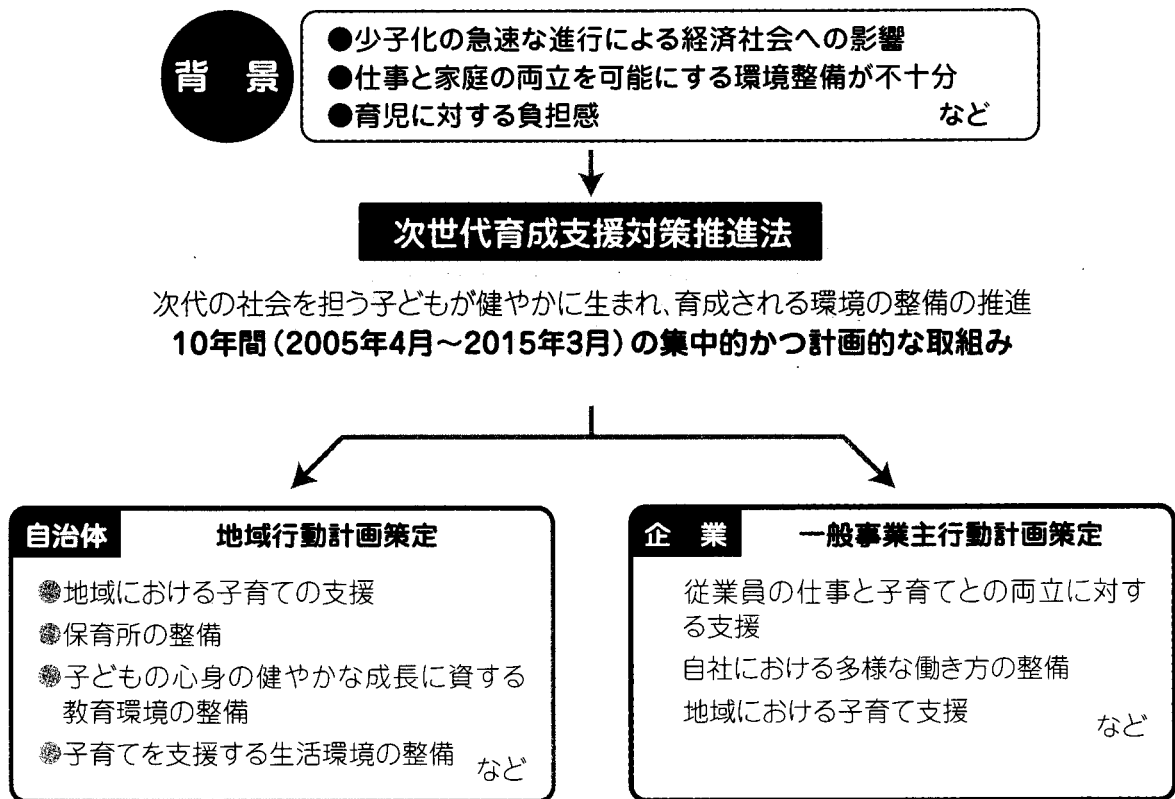 背景
●少子化の急速な進行による経済社会への影響
●仕事と家庭の両立を可能にする環境整備が不十分
●育児に対する負担感 など
次世代育成支援対策推進法
次代の社会を担う子どもが健やかに生まれ、育成される環境の整備の推進
10年間(2005年4月～2015年3月)の集中的かつ計画的な取組み
自治体 地域行動計画策定
●地域における子育ての支援
●保育所の整備
●子どもの心身の健やかな成長に資する
教育環境の整備
●子育てを支援する生活環境の整備 など
企業 一般事業主行動計画策定
従業員の仕事と子育てとの両立に対す
る支援
自社における多様な働き方の整備
地域における子育て支援 など